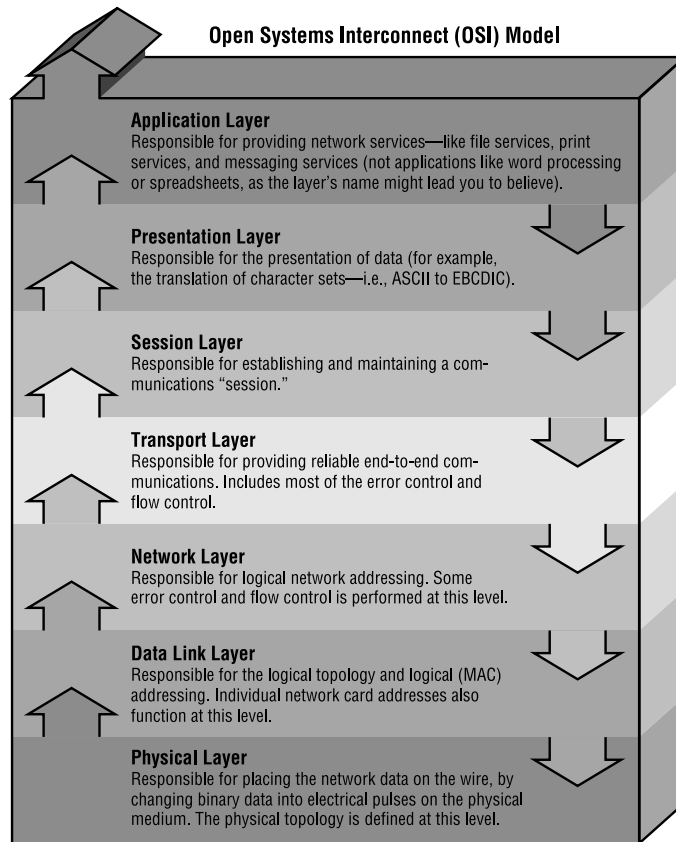 Open Systems Interconnect (OSI) Model
Application Layer
Responsible for providing network services—like file services, print
services, and messaging services (not applications like word processing
or spreadsheets, as the layer's name might lead you to believe).
Presentation Layer
Responsible for the presentation of data (for example,
the translation of character sets—i.e., ASCII to EBCDIC).
Session Layer
Responsible for establishing and maintaining a com-
munications “session.”
Transport Layer
Responsible for providing reliable end-to-end com-
munications. Includes most of the error control and
flow control.
Network Layer
Responsible for logical network addressing. Some
error control and flow control is performed at this level.
Data Link Layer
Responsible for the logical topology and logical (MAC)
addressing. Individual network card addresses also
function at this level.
Physical Layer
Responsible for placing the network data on the wire, by
changing binary data into electrical pulses on the physical
medium. The physical topology is defined at this level.